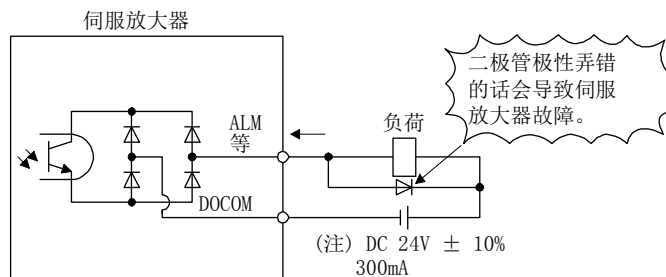 伺服放大器
二极管极性弄错
的话会导致伺服
放大器故障。
ALM
等
负荷
DOCOM
(注) DC 24V ± 10%
300mA